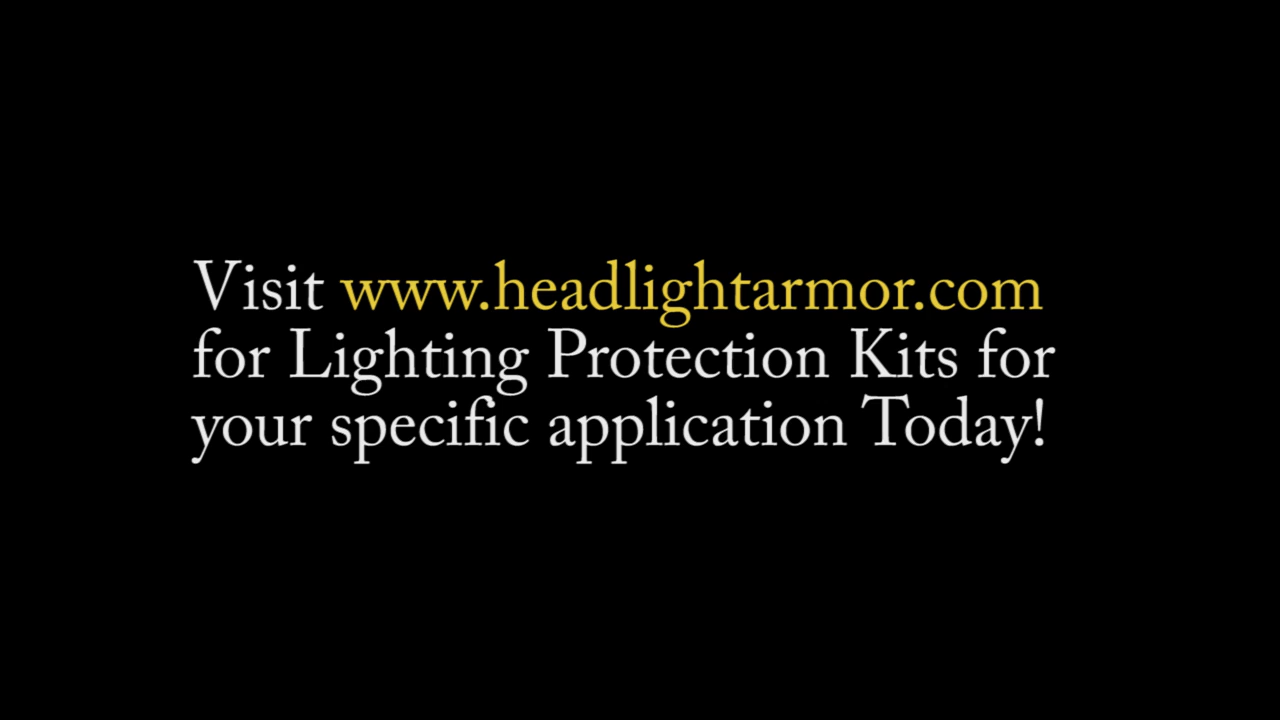 Visit www.headlightarmor.com
for Lighting Protection Kits for
your specific application Today!